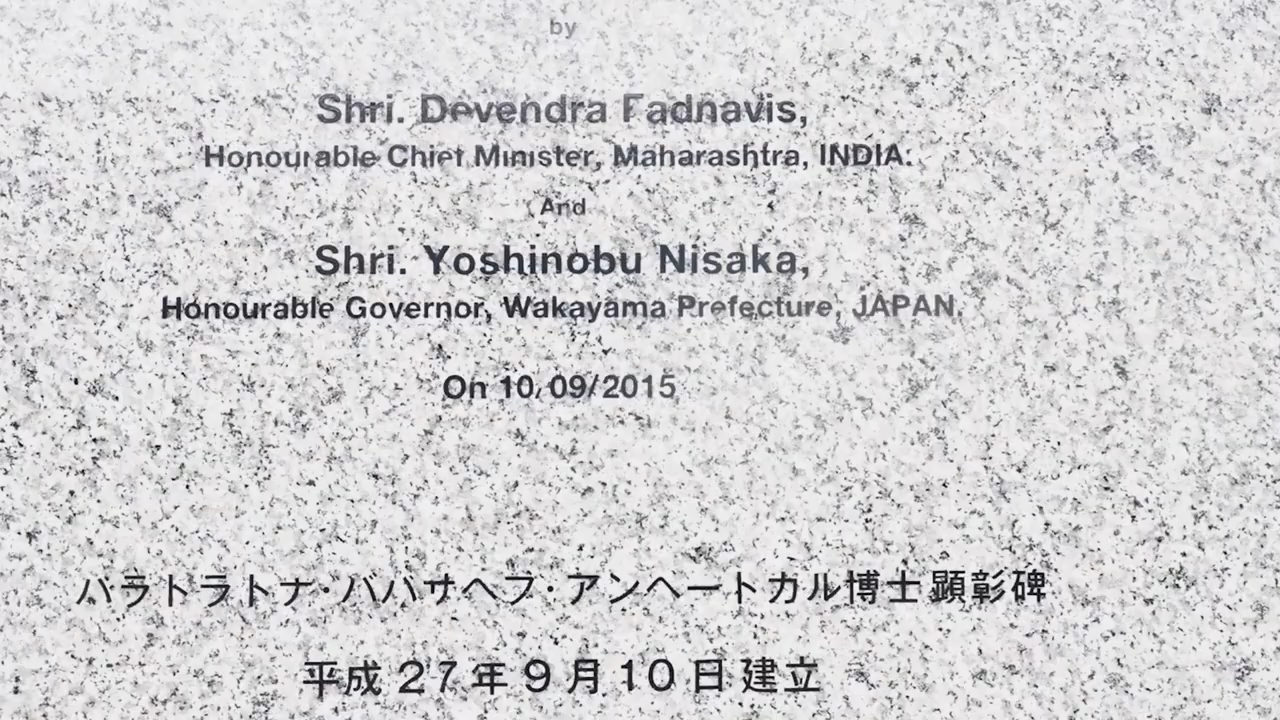 by
Shri. Devendra Fadnavis,
Honourable Chief Minister, Maharashtra, INDIA.
And
Shri. Yoshinobu Nisaka,
Honourable Governor, Wakayama Prefecture, JAPAN.
On 10/09/2015
バラトラトナ・ババサヘブ・アンベートカル博士顕彰碑
平成27年9月10日建立